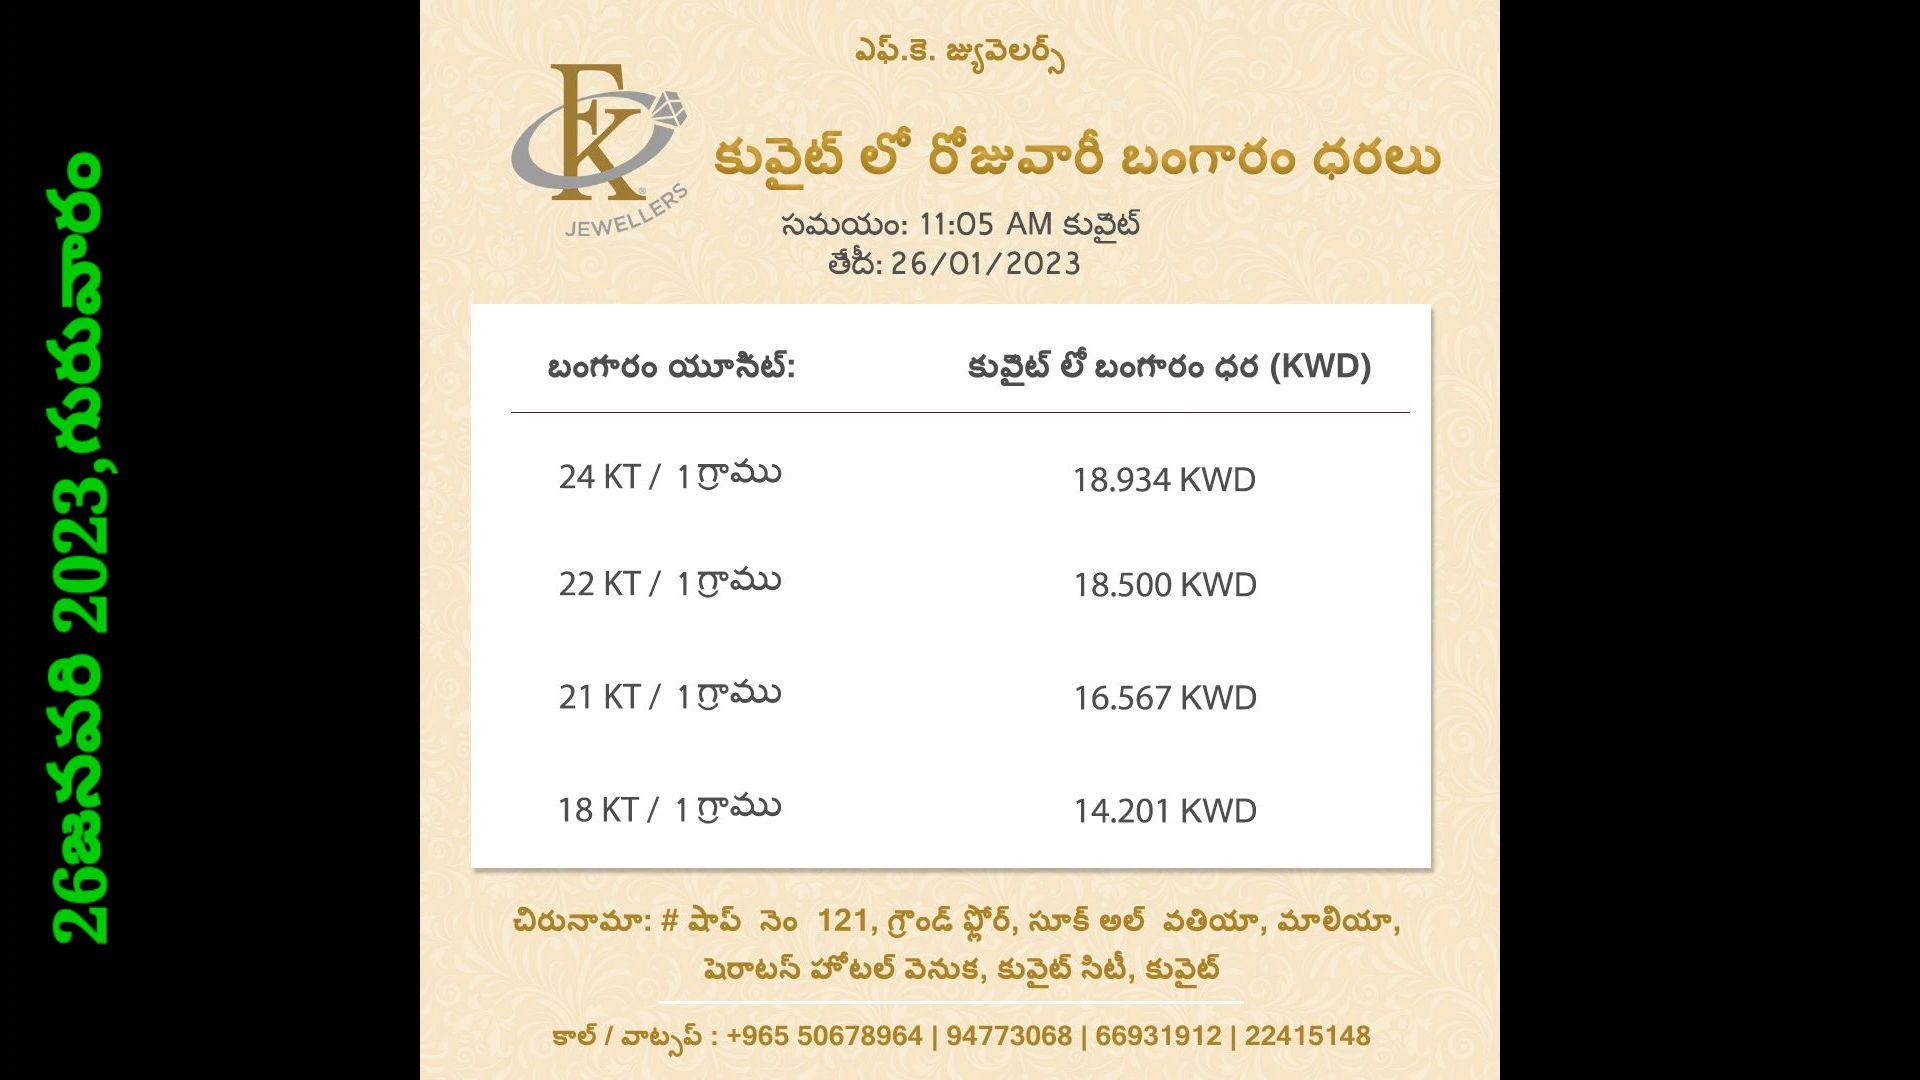 26జనవరి 2023,గురువారం
ఎఫ్.కె. జ్యువెలర్స్
FK
®
JEWELLERS
కువైట్ లో రోజువారీ బంగారం ధరలు
సమయం: 11:05 AM కువైట్
తేదీ: 26/01/2023
బంగారం యూనిట్: కువైట్ లో బంగారం ధర (KWD)
24 KT / 1 గ్రాము 18.934 KWD
22 KT / 1 గ్రాము 18.500 KWD
21 KT / 1 గ్రాము 16.567 KWD
18 KT / 1 గ్రాము 14.201 KWD
చిరునామా: # షాప్ నెం 121, గ్రౌండ్ ఫ్లోర్, సూక్ అల్ వతియా, మాలియా,
షెరాటన్ హోటల్ వెనుక, కువైట్ సిటీ, కువైట్
కాల్ / వాట్సప్ : +965 50678964 | 94773068 | 66931912 | 22415148